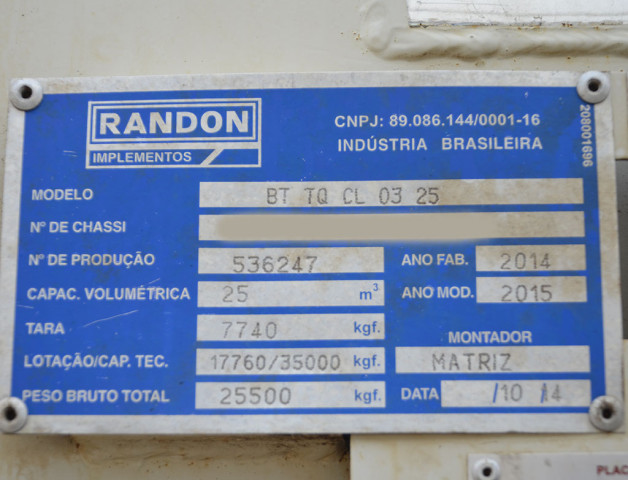 RANDON
IMPLEMENTOS
CNPJ: 89.086.144/0001-16
INDÚSTRIA BRASILEIRA
208001696
MODELO BT TQ CL 03 25
Nº DE CHASSI
Nº DE PRODUÇÃO 536247 ANO FAB. 2014
CAPAC. VOLUMÉTRICA 25 m³ ANO MOD. 2015
TARA 7740 kgf. MONTADOR
LOTAÇÃO/CAP. TEC. 17760/35000 kgf. MATRIZ
PESO BRUTO TOTAL 25500 kgf. DATA /10 /14
PLAC